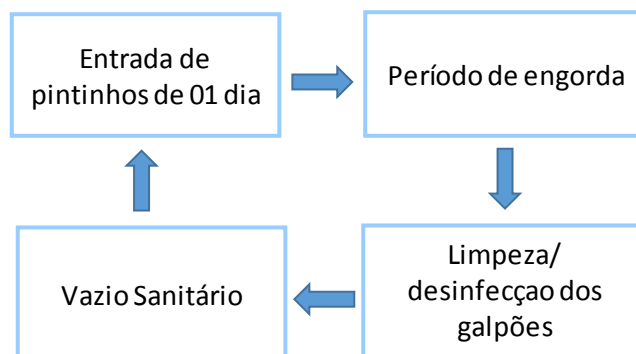 Entrada de
pintinhos de 01 dia
Período de engorda
Limpeza/
desinfecçao dos
galpões
Vazio Sanitário